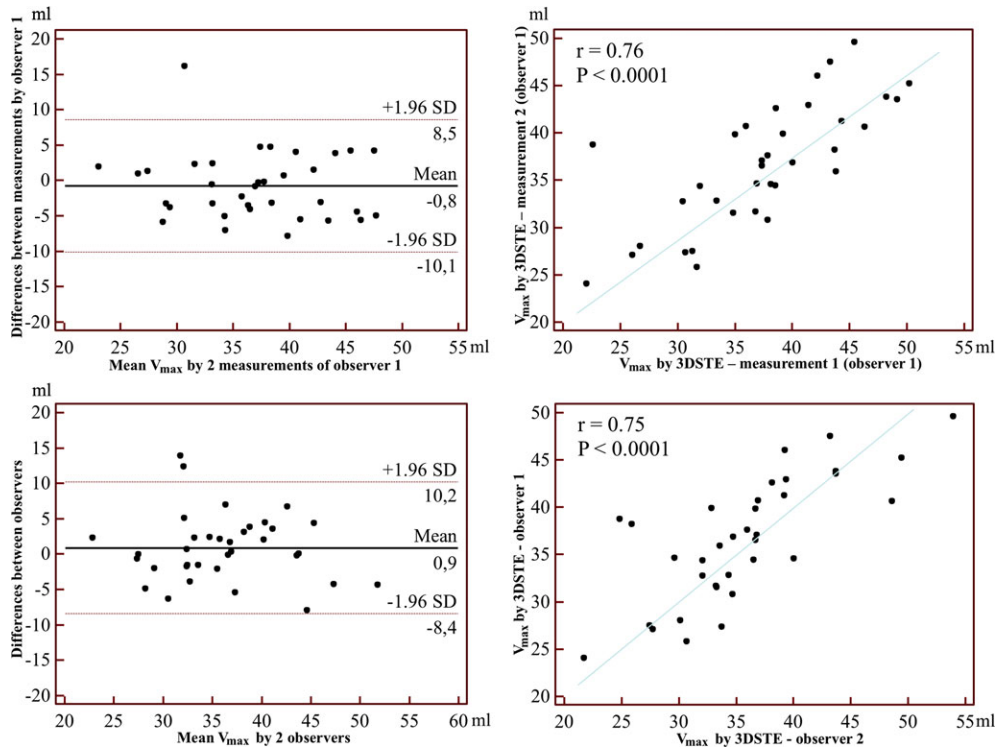 ml
Differences between measurements by observer 1
20
15
10
5
0
-5
-10
-15
-20
+1.96 SD
8,5
Mean
-0,8
-1.96 SD
-10,1
20 25 30 35 40 45 50 55 ml
Mean Vmax by 2 measurements of observer 1
Vmax by 3DSTE – measurement 2 (observer 1)
50
45
40
35
30
25
20
r = 0.76
P < 0.0001
20 25 30 35 40 45 50 55 ml
Vmax by 3DSTE – measurement 1 (observer 1)
ml
Differences between observers
20
15
10
5
0
-5
-10
-15
-20
+1.96 SD
10,2
Mean
0,9
-1.96 SD
-8,4
20 25 30 35 40 45 50 55 60 ml
Mean Vmax by 2 observers
Vmax by 3DSTE - observer 1
50
45
40
35
30
25
20
r = 0.75
P < 0.0001
20 25 30 35 40 45 50 55 ml
Vmax by 3DSTE - observer 2